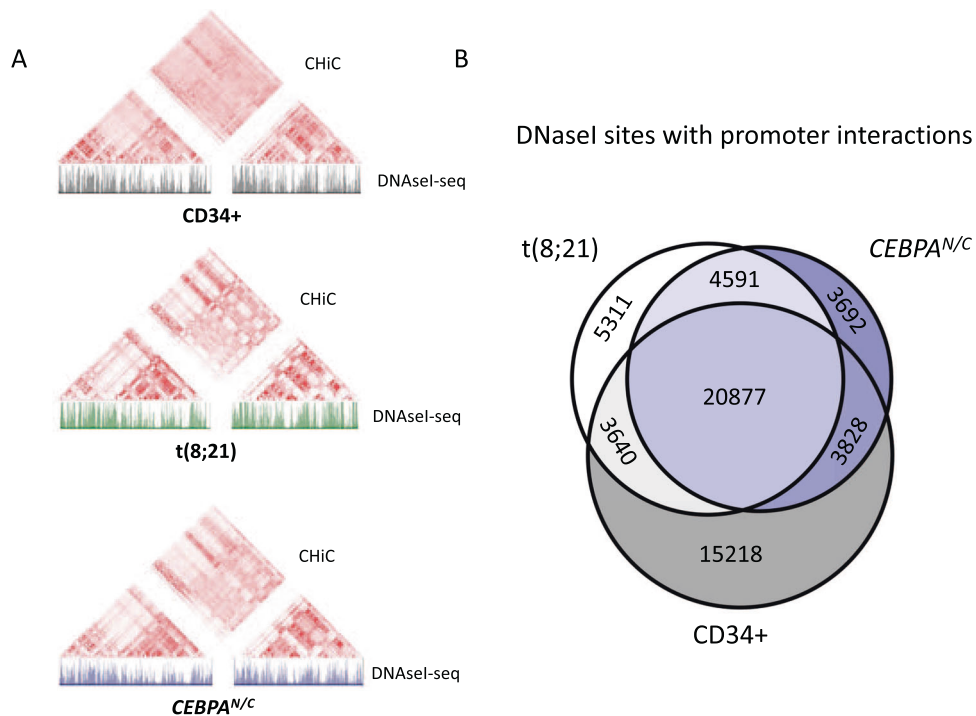 A
CHiC
DNAseI-seq
CD34+
CHiC
DNAseI-seq
t(8;21)
CHiC
DNAseI-seq
CEBPA^N/C
B
DNaseI sites with promoter interactions
t(8;21)
CEBPA^N/C
4591
5311
3692
20877
3640
3828
15218
CD34+